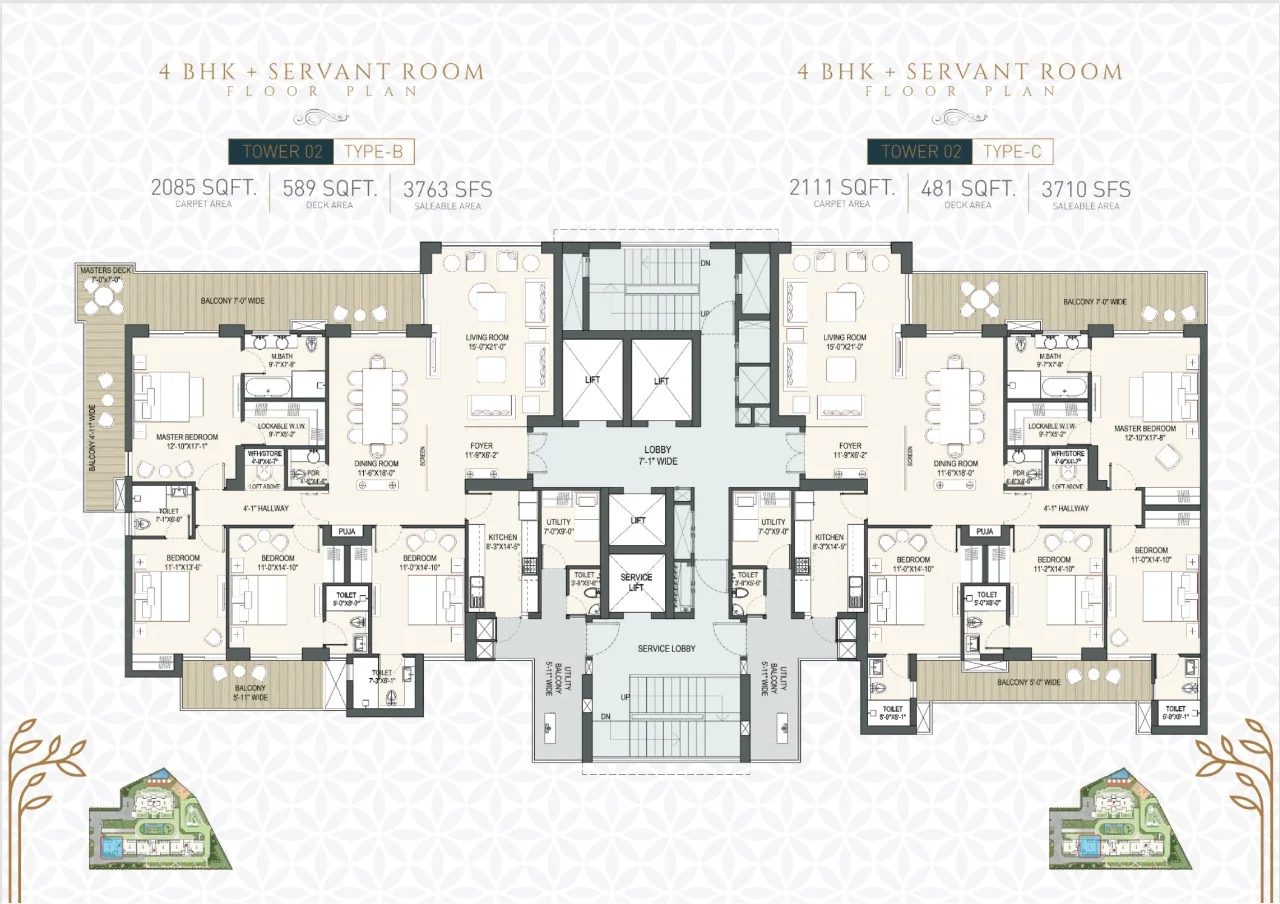 4 BHK + SERVANT ROOM
FLOOR PLAN
TOWER 02 TYPE-B
2085 SQFT.
CARPET AREA
589 SQFT.
DECK AREA
3763 SFS
SALEABLE AREA
4 BHK + SERVANT ROOM
FLOOR PLAN
TOWER 02 TYPE-C
2111 SQFT.
CARPET AREA
481 SQFT.
DECK AREA
3710 SFS
SALEABLE AREA
MASTERS DECK
7'-0"x7'-0"
BALCONY 7'-0" WIDE
BALCONY 4'-11" WIDE
LIVING ROOM
15'-0"X21'-0"
M.BATH
9'-7"X7'-8"
MASTER BEDROOM
12'-10"X17'-1"
LOCKABLE W.I.W.
9'-7"X5'-2"
WFH/STORE
4'-9"X4'-7"
LOFT ABOVE
PDR
DINING ROOM
11'-6"X18'-0"
SCREEN
FOYER
11'-9"X6'-2"
TOILET
7'-1"X6'-0"
4'-1" HALLWAY
PUJA
BEDROOM
11'-1"X13'-6"
BEDROOM
11'-0"X14'-10"
BEDROOM
11'-0"X14'-10"
TOILET
5'-0"X8'-0"
TOILET
7'-3"X6'-1"
BALCONY
5'-11" WIDE
KITCHEN
8'-3"X14'-5"
UTILITY
7'-0"X9'-0"
TOILET
3'-8"X5'-6"
UTILITY
BALCONY
5'-11" WIDE
DN
UP
LIFT
LIFT
LOBBY
7'-1" WIDE
LIFT
SERVICE
LIFT
SERVICE LOBBY
UP
DN
LIVING ROOM
15'-0"X21'-0"
BALCONY 7'-0" WIDE
M.BATH
9'-7"X7'-8"
MASTER BEDROOM
12'-10"X17'-8"
LOCKABLE W.I.W.
9'-7"X5'-2"
WFH/STORE
4'-9"X4'-7"
LOFT ABOVE
PDR
DINING ROOM
11'-6"X18'-0"
SCREEN
FOYER
11'-9"X6'-2"
4'-1" HALLWAY
PUJA
UTILITY
7'-0"X9'-0"
KITCHEN
8'-3"X14'-5"
TOILET
3'-8"X5'-6"
UTILITY
BALCONY
5'-11" WIDE
BEDROOM
11'-0"X14'-10"
BEDROOM
11'-2"X14'-10"
BEDROOM
11'-0"X14'-10"
TOILET
5'-0"X8'-0"
BALCONY 5'-0" WIDE
TOILET
8'-0"X6'-1"
TOILET
5'-0"X8'-1"